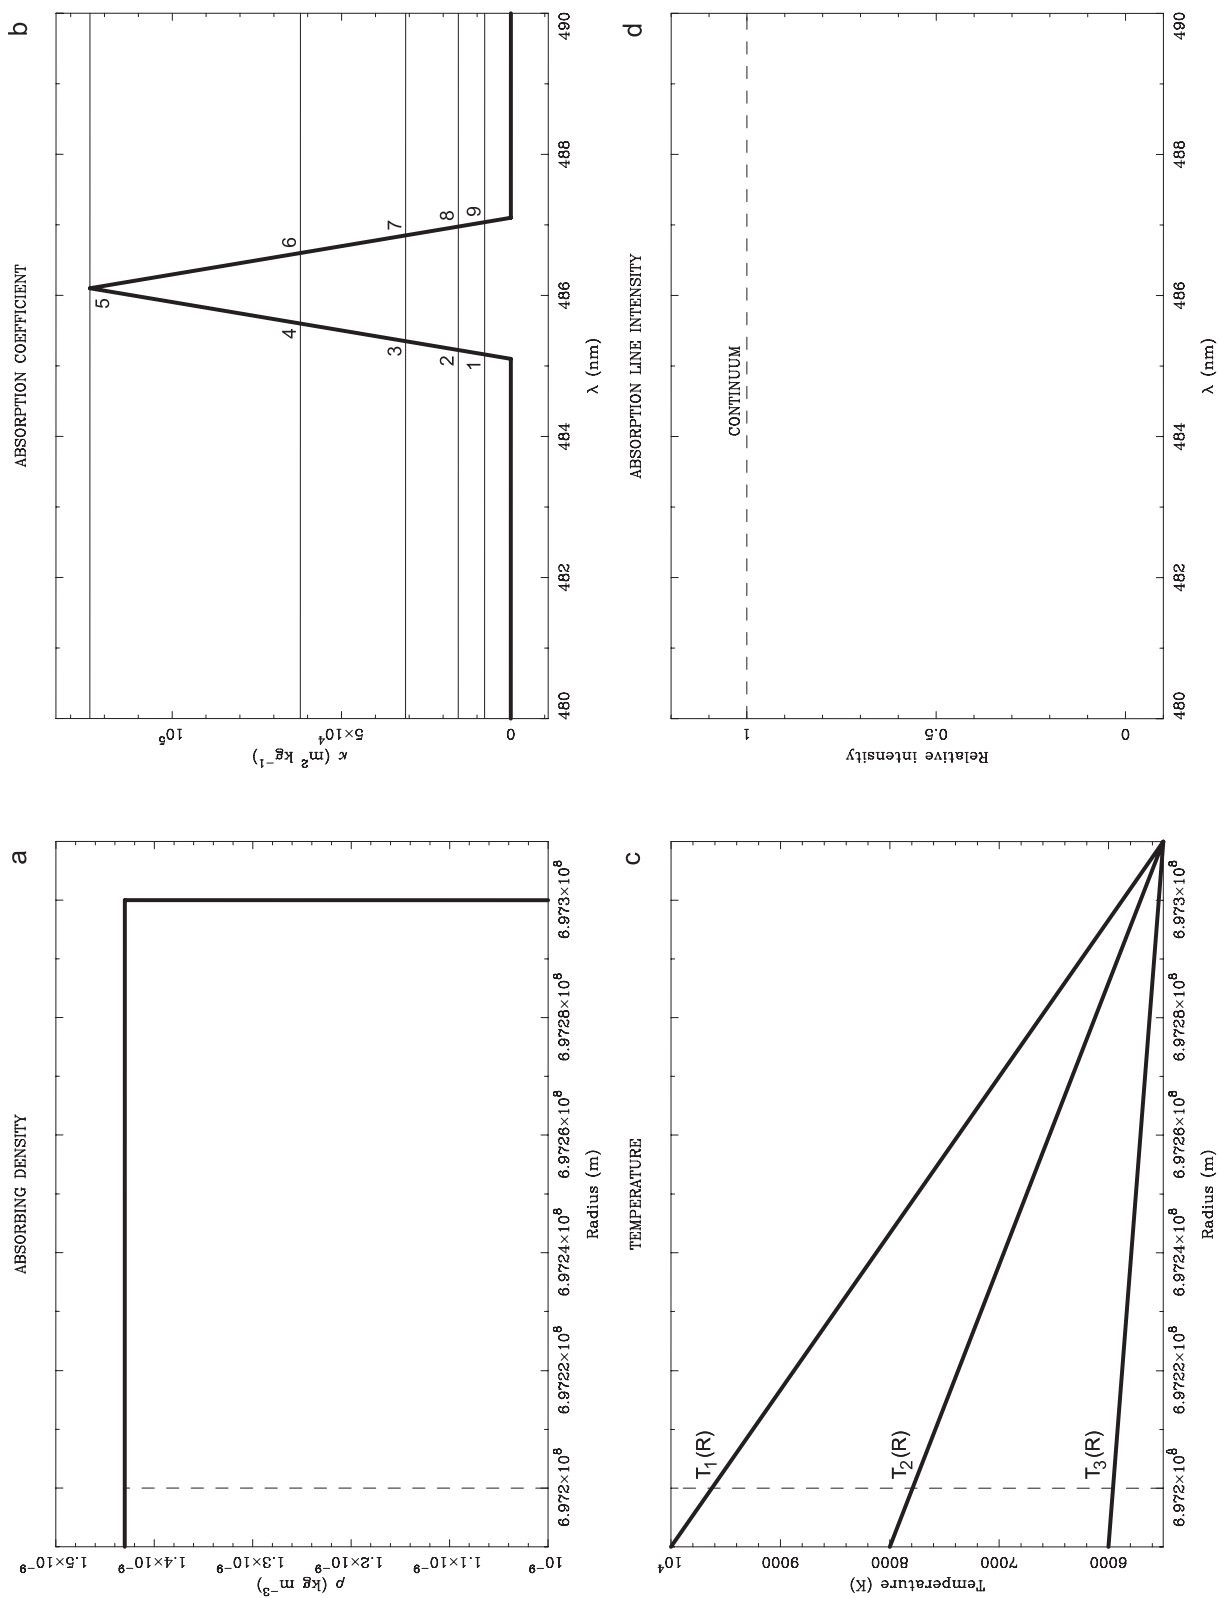 a
ABSORBING DENSITY
1.5×10⁻⁹
1.4×10⁻⁹
1.3×10⁻⁹
1.2×10⁻⁹
1.1×10⁻⁹
10⁻⁹
ρ (kg m⁻³)
6.972×10⁸ 6.9722×10⁸ 6.9724×10⁸ 6.9726×10⁸ 6.9728×10⁸ 6.973×10⁸
Radius (m)
b
ABSORPTION COEFFICIENT
10⁵
5×10⁴
0
κ (m² kg⁻¹)
5
4 6
3 7
2 8
1 9
480 482 484 486 488 490
λ (nm)
c
TEMPERATURE
10⁴
9000
8000
7000
6000
Temperature (K)
T₁(R)
T₂(R)
T₃(R)
6.972×10⁸ 6.9722×10⁸ 6.9724×10⁸ 6.9726×10⁸ 6.9728×10⁸ 6.973×10⁸
Radius (m)
d
ABSORPTION LINE INTENSITY
CONTINUUM
1
0.5
0
Relative intensity
480 482 484 486 488 490
λ (nm)